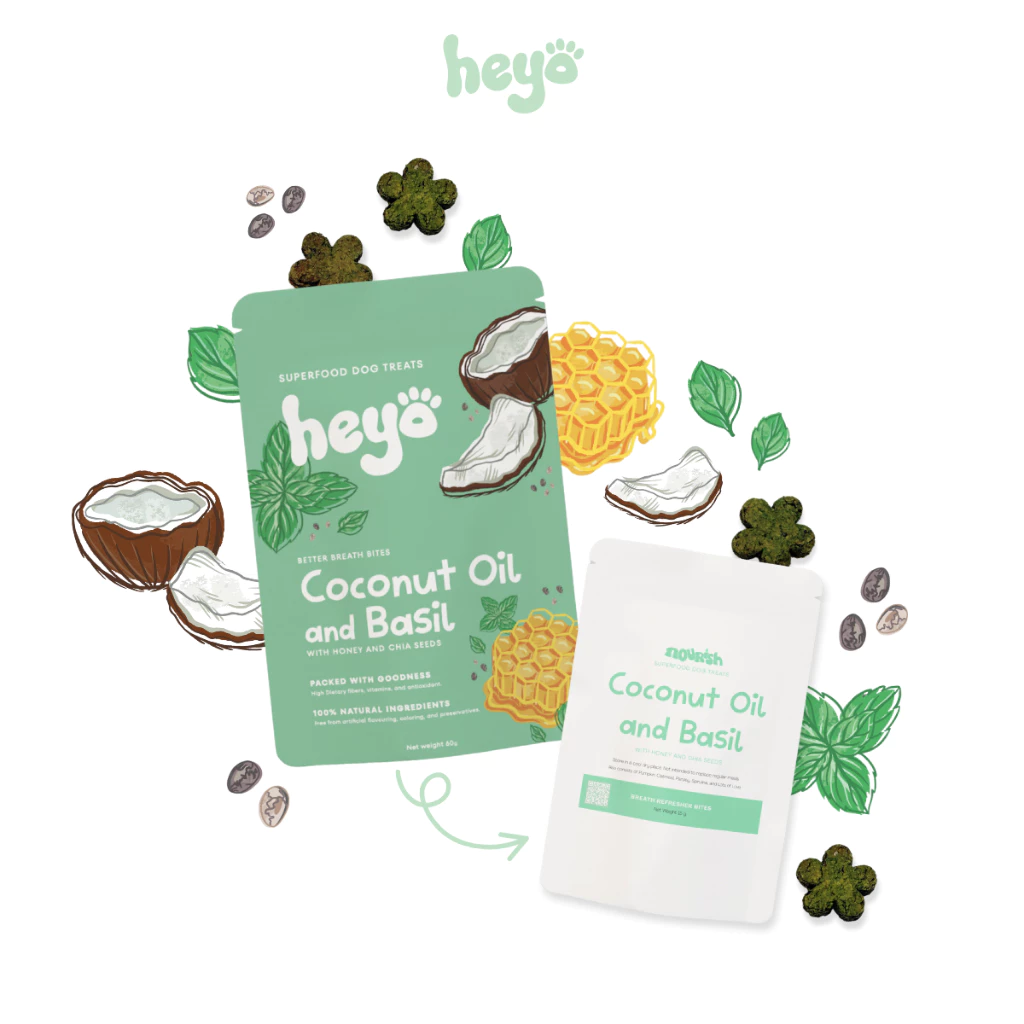 heyo
SUPERFOOD DOG TREATS
heyo
BETTER BREATH BITES
Coconut Oil
and Basil
WITH HONEY AND CHIA SEEDS
PACKED WITH GOODNESS
High Dietary fibers, vitamins, and antioxidants
100% NATURAL INGREDIENTS
free from artificial flavouring, coloring, and preservatives
Net weight 80g
nourish
SUPERFOOD DOG TREATS
Coconut Oil
and Basil
WITH HONEY AND CHIA SEEDS
BREATH REFRESHER BITES